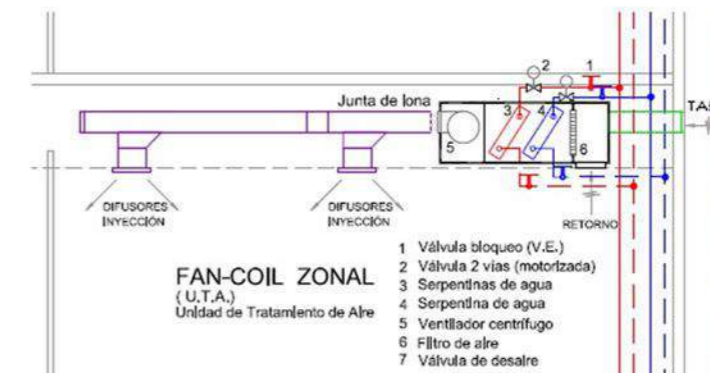 2
1
Junta de lona
3
4
T.AE
5
6
DIFUSORES
INYECCIÓN
DIFUSORES
INYECCIÓN
RETORNO
FAN-COIL ZONAL
(U.T.A.)
Unidad de Tratamiento de Aire
1 Válvula bloqueo (V.E.)
2 Válvula 2 vías (motorizada)
3 Serpentinas de agua
4 Serpentina de agua
5 Ventilador centrífugo
6 Filtro de aire
7 Válvula de desaire